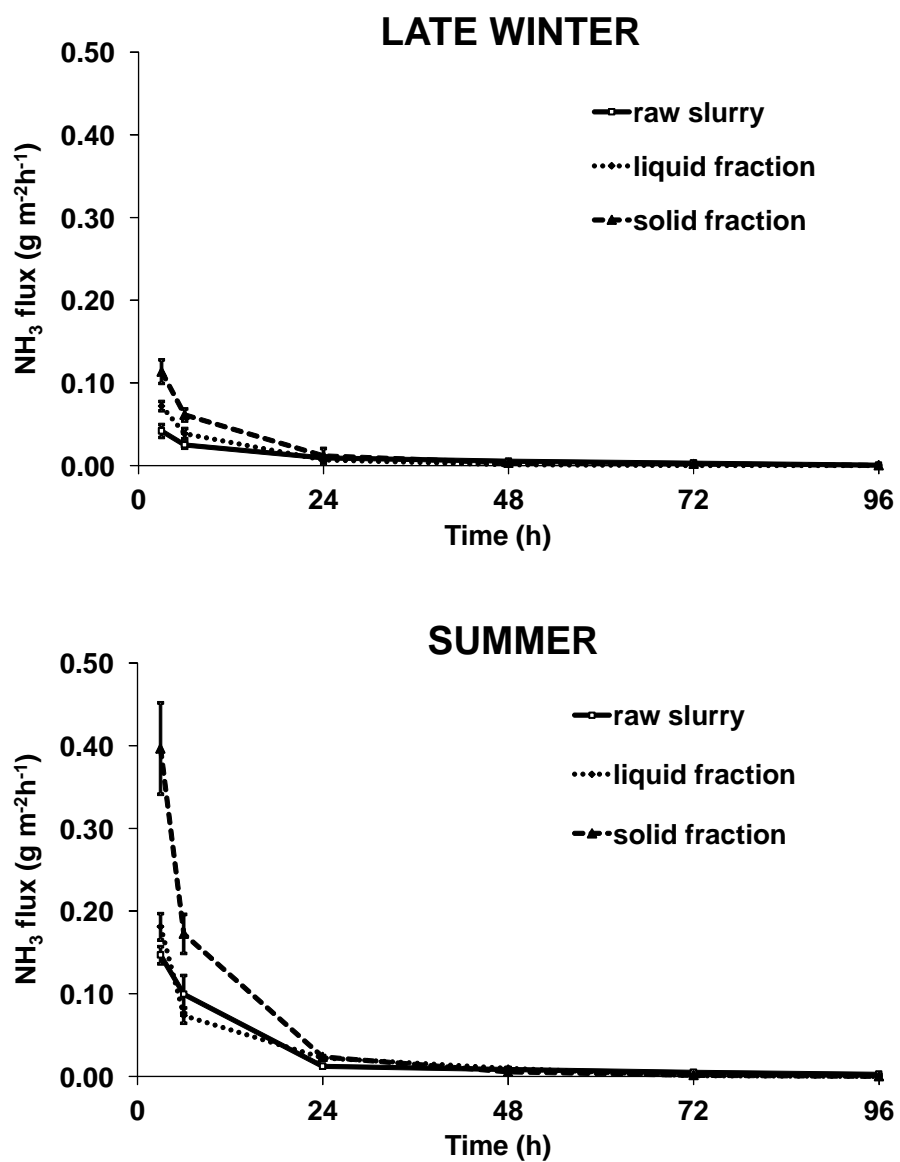 LATE WINTER
0.50
0.40
0.30
0.20
0.10
0.00
NH₃ flux (g m⁻²h⁻¹)
raw slurry
liquid fraction
solid fraction
0 24 48 72 96
Time (h)
SUMMER
0.50
0.40
0.30
0.20
0.10
0.00
NH₃ flux (g m⁻²h⁻¹)
raw slurry
liquid fraction
solid fraction
0 24 48 72 96
Time (h)